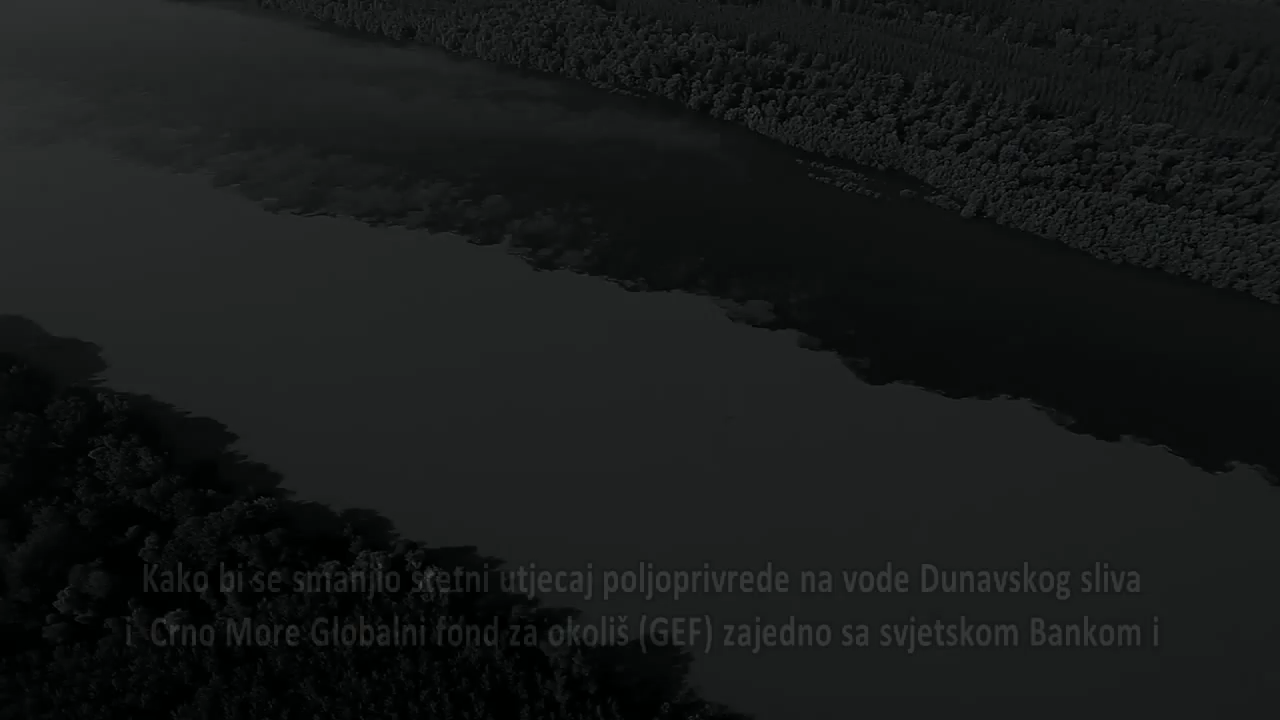 Kako bi se smanjio štetni utjecaj poljoprivrede na vode Dunavskog sliva
i Crno More Globalni fond za okoliš (GEF) zajedno sa svjetskom Bankom i